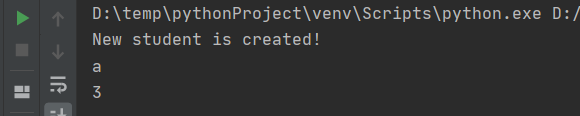 D:\temp\pythonProject\venv\Scripts\python.exe D:/
New student is created!
a
3